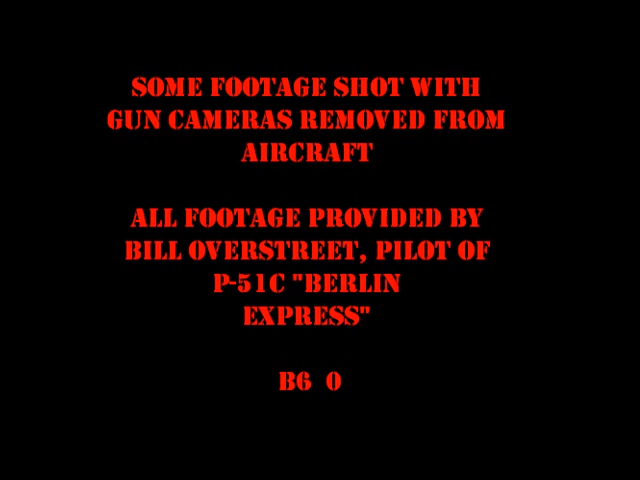 SOME FOOTAGE SHOT WITH
GUN CAMERAS REMOVED FROM
AIRCRAFT
ALL FOOTAGE PROVIDED BY
BILL OVERSTREET, PILOT OF
P-51C "BERLIN
EXPRESS"
B6 O